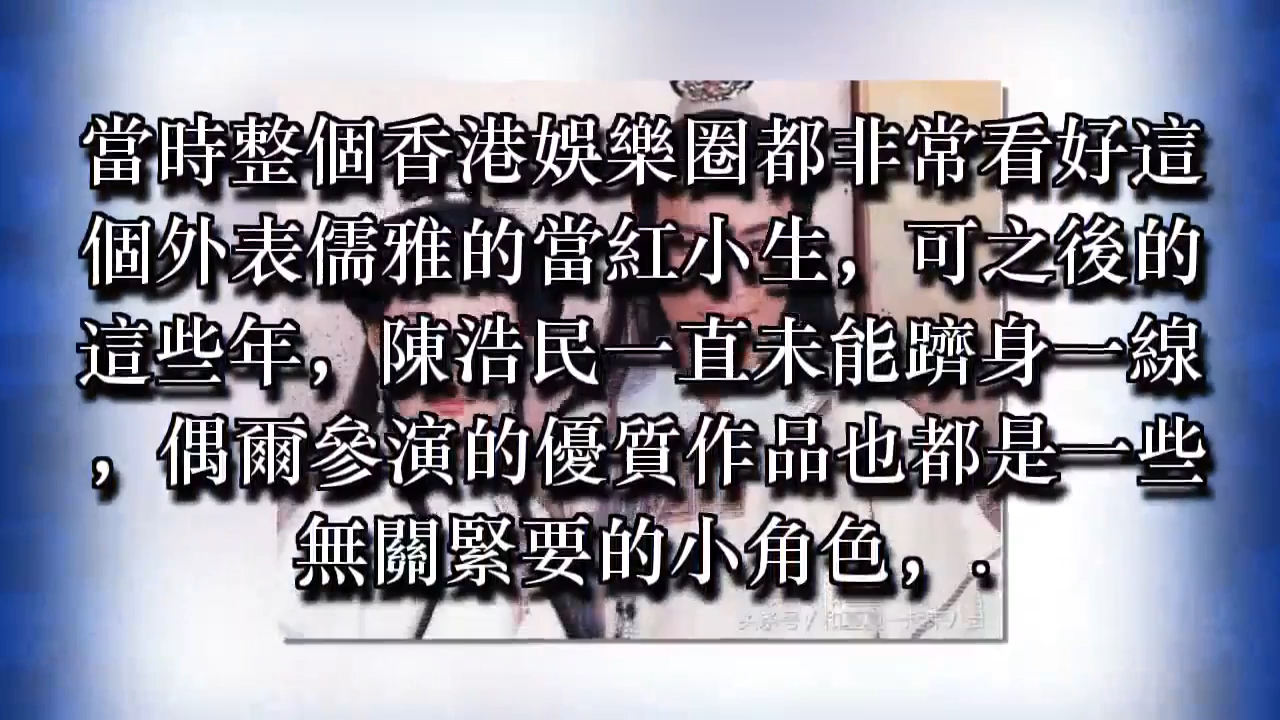 當時整個香港娛樂圈都非常看好這
個外表儒雅的當紅小生，可之後的
這些年，陳浩民一直未能躋身一線
，偶爾參演的優質作品也都是一些
無關緊要的小角色，.